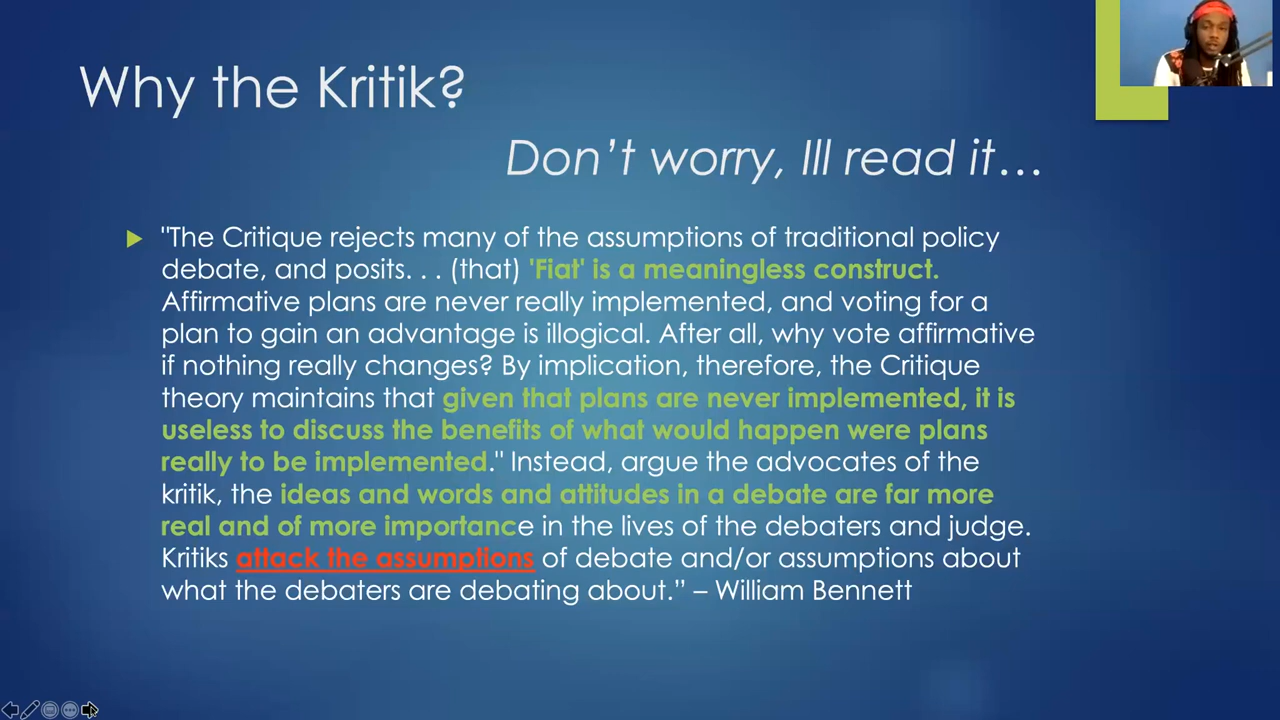 Why the Kritik?
Don't worry, Ill read it…
"The Critique rejects many of the assumptions of traditional policy
debate, and posits. . . (that) 'Fiat' is a meaningless construct.
Affirmative plans are never really implemented, and voting for a
plan to gain an advantage is illogical. After all, why vote affirmative
if nothing really changes? By implication, therefore, the Critique
theory maintains that given that plans are never implemented, it is
useless to discuss the benefits of what would happen were plans
really to be implemented." Instead, argue the advocates of the
kritik, the ideas and words and attitudes in a debate are far more
real and of more importance in the lives of the debaters and judge.
Kritiks attack the assumptions of debate and/or assumptions about
what the debaters are debating about.” – William Bennett